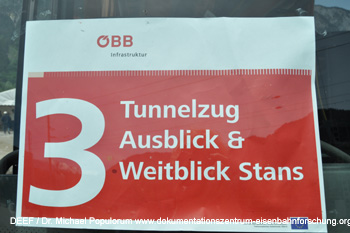 ÖBB
Infrastruktur
3
Tunnelzug
Ausblick &
Weitblick Stans
DEEF / Dr. Michael Populorum www.dokumentationszentrum-eisenbahnforschung.org